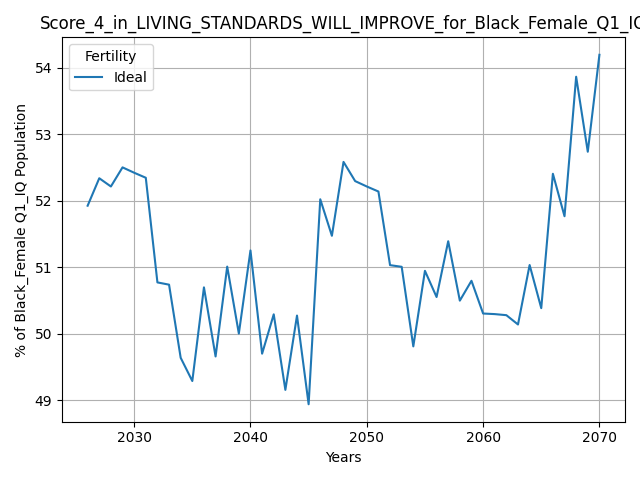 Score_4_in_LIVING_STANDARDS_WILL_IMPROVE_for_Black_Female_Q1_IQ
Fertility
Ideal
% of Black_Female Q1_IQ Population
54
53
52
51
50
49
2030 2040 2050 2060 2070
Years